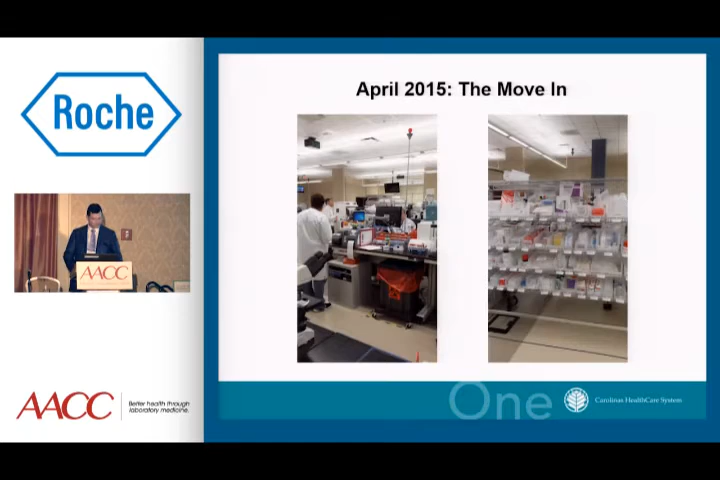 Roche
April 2015: The Move In
AACC
AACC
Better health through
laboratory medicine.
One
Carolinas HealthCare System